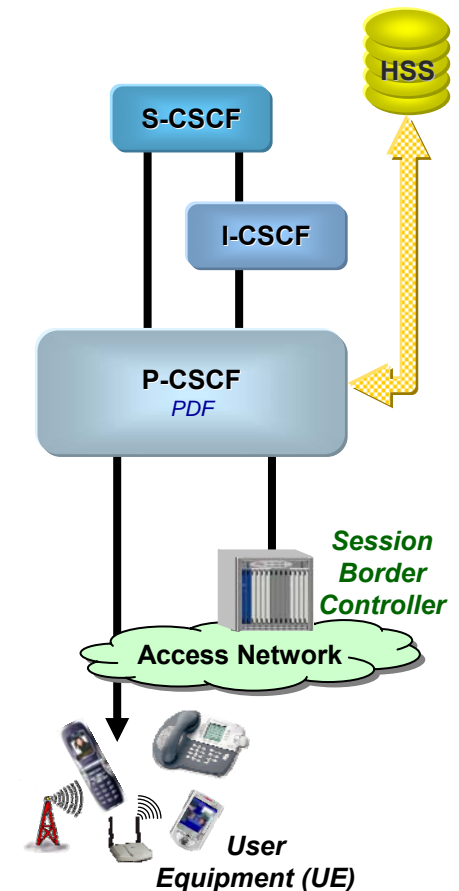 HSS
S-CSCF
I-CSCF
P-CSCF
PDF
Session
Border
Controller
Access Network
User
Equipment (UE)